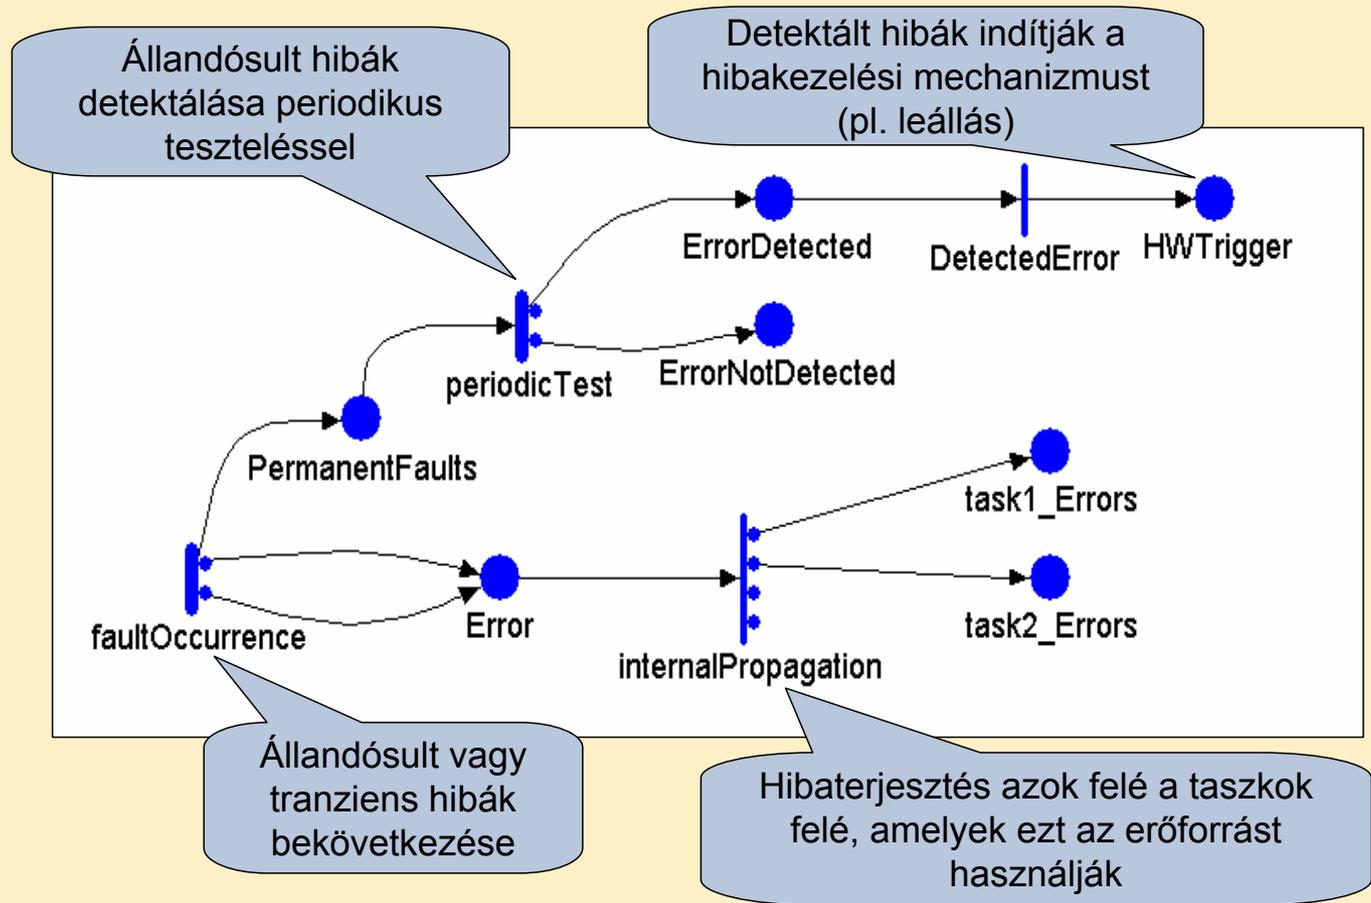 Állandósult hibák
detektálása periodikus
teszteléssel
Detektált hibák indítják a
hibakezelési mechanizmust
(pl. leállás)
ErrorDetected
DetectedError
HWTrigger
periodicTest
ErrorNotDetected
PermanentFaults
task1_Errors
faultOccurrence
Error
internalPropagation
task2_Errors
Állandósult vagy
tranziens hibák
bekövetkezése
Hibaterjesztés azok felé a taszkok
felé, amelyek ezt az erőforrást
használják